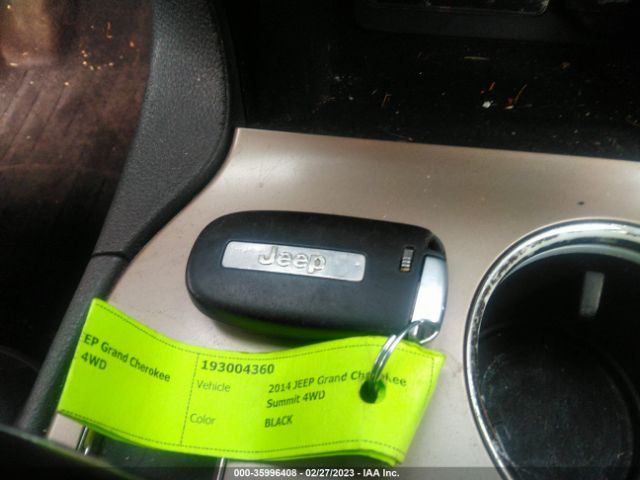 Jeep
EP Grand Cherokee
4WD
193004360
Vehicle
2014 JEEP Grand Cherokee
Summit 4WD
Color
BLACK
000-35996408 - 02/27/2023 - IAA Inc.